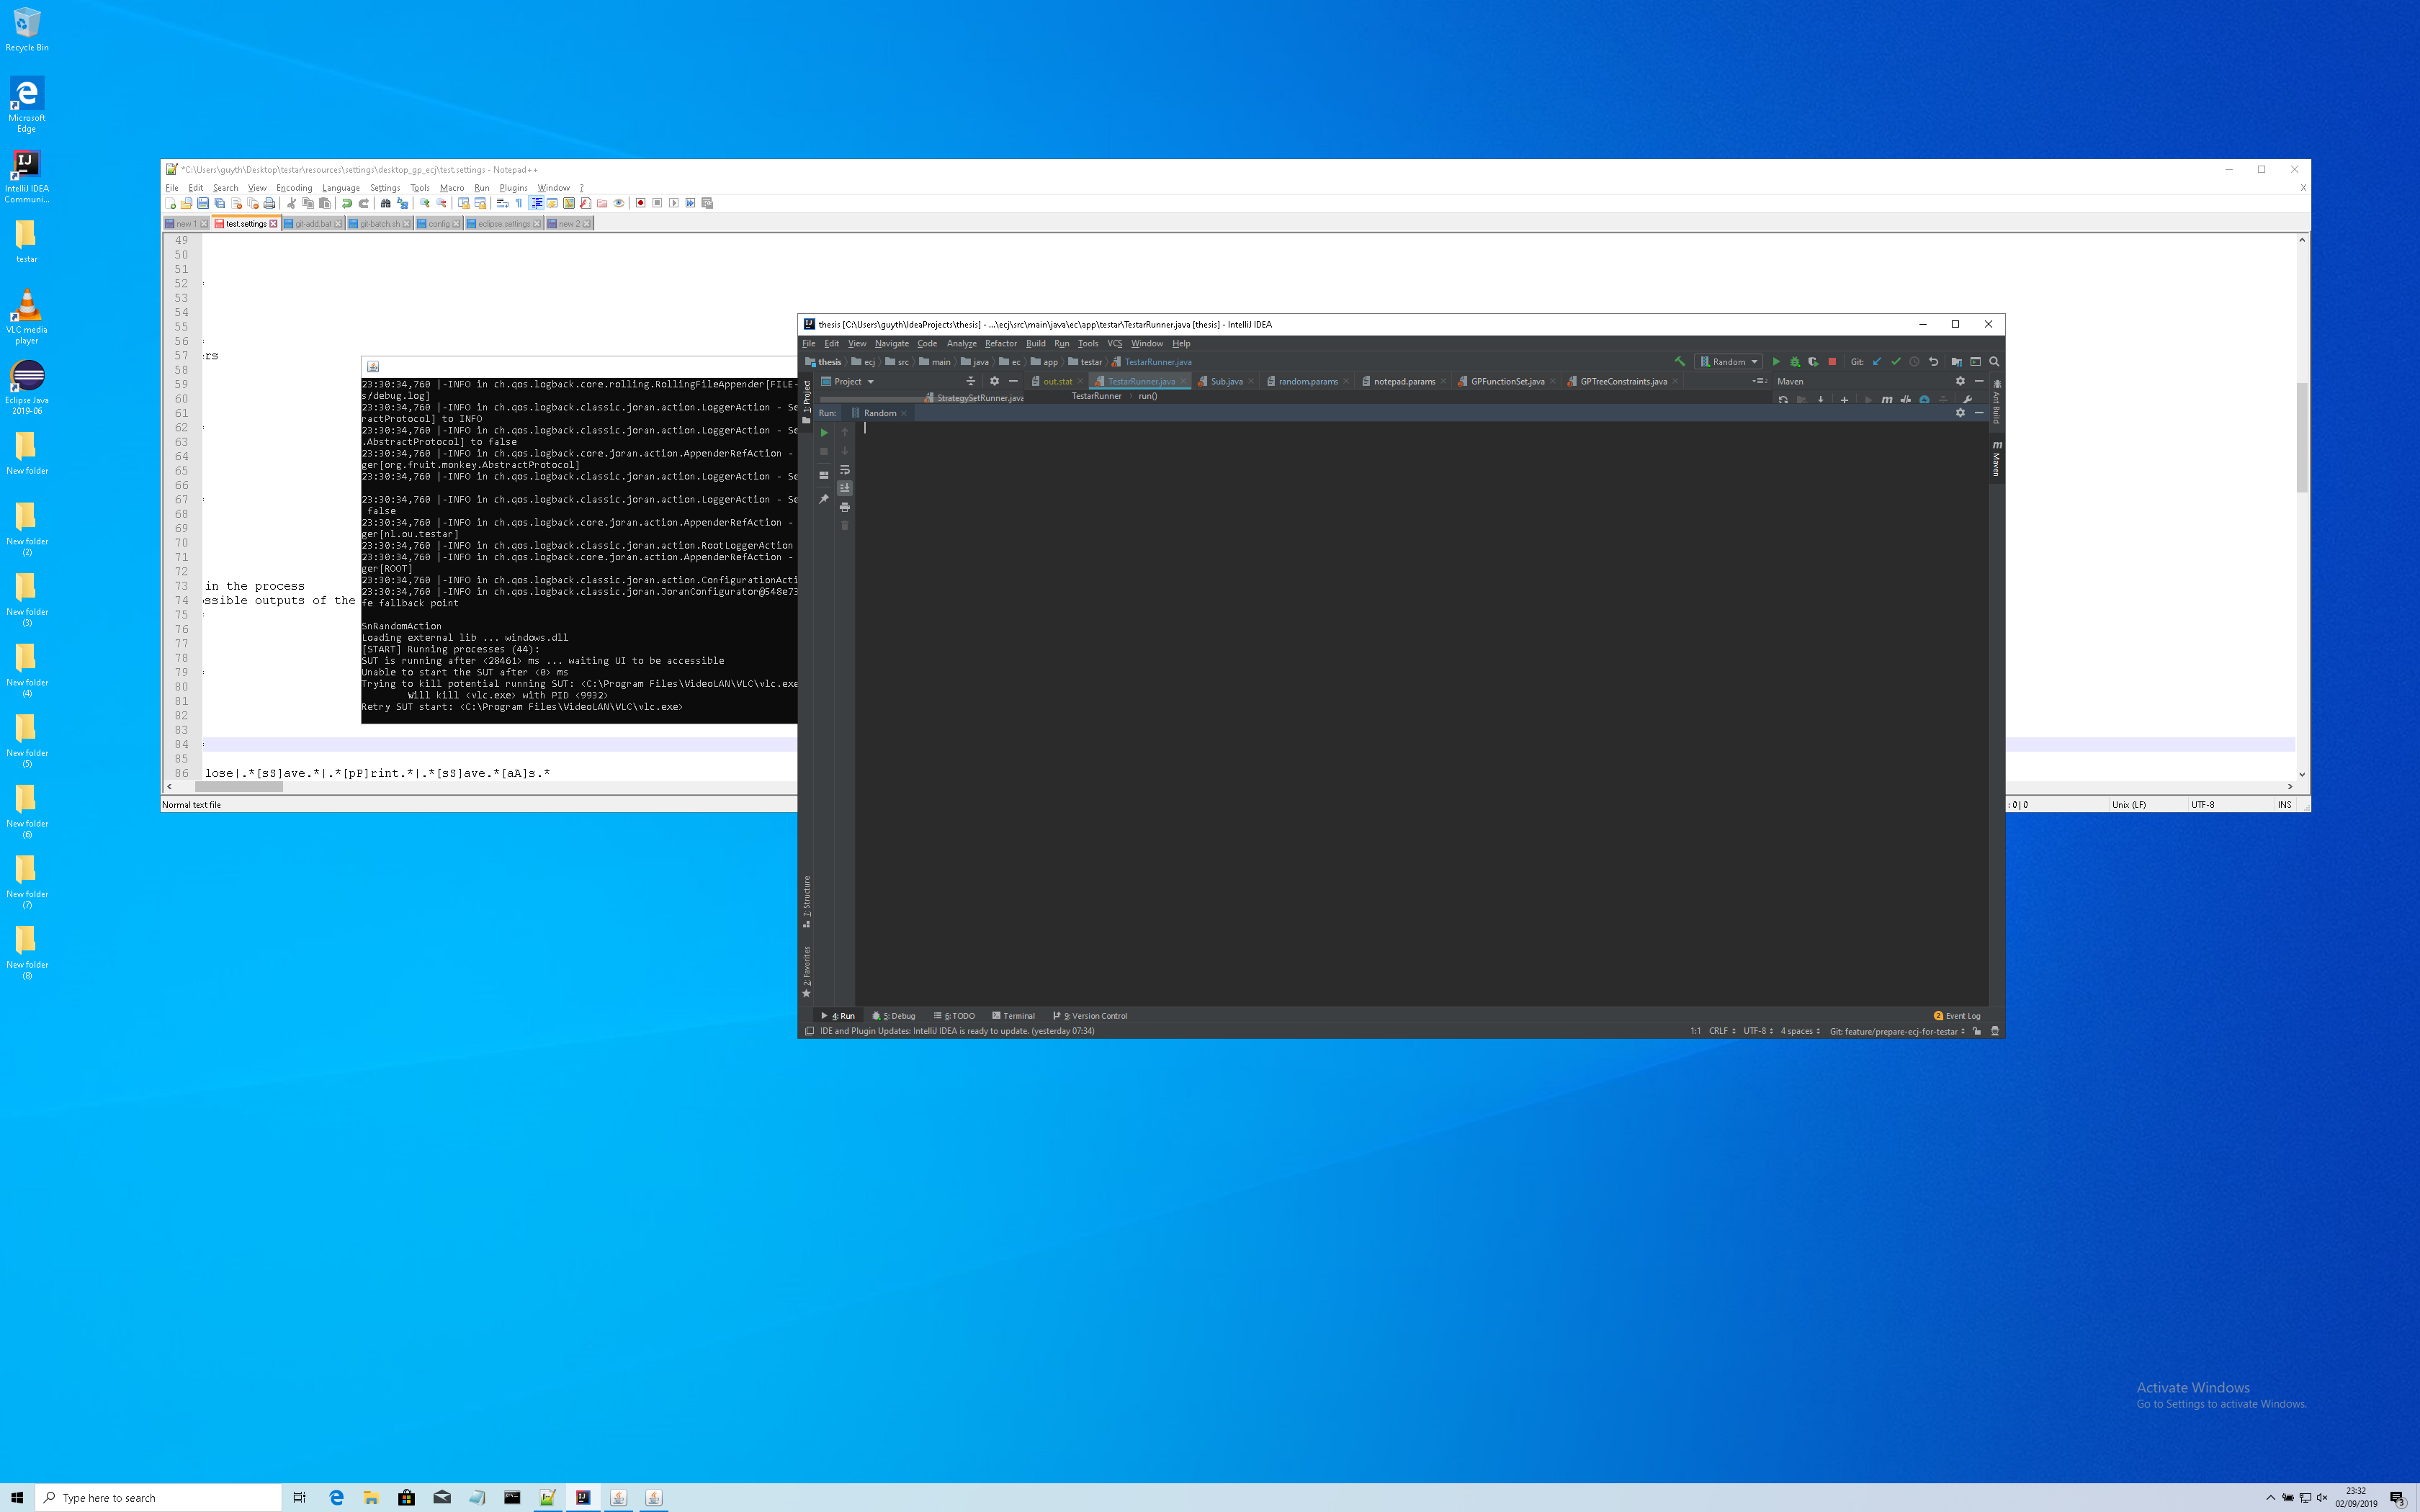 Recycle Bin
Microsoft
Edge
IntelliJ IDEA
Communi...
testar
VLC media
player
Eclipse Java
2019-06
New folder
New folder
(2)
New folder
(3)
New folder
(4)
New folder
(5)
New folder
(6)
New folder
(7)
New folder
(8)
*C:\Users\guyth\Desktop\testar\resources\settings\desktop_gp_ecj\test.settings - Notepad++
File Edit Search View Encoding Language Settings Tools Macro Run Plugins Window ?
X
new 1 test.settings git-add.bat git-batch.sh config eclipse.settings new 2
49
50
51
52
53
54
55
56
57 rs
58
59
60
61
62
63
64
65
66
67
68
69
70
71
72
73 in the process
74 ossible outputs of the
75
76
77
78
79
80
81
82
83
84
85
86 lose|.*[sS]ave.*|.*[pP]rint.*|.*[sS]ave.*[aA]s.*
Normal text file
: 0 | 0 Unix (LF) UTF-8 INS
23:30:34,760 |-INFO in ch.qos.logback.core.rolling.RollingFileAppender[FILE-
s/debug.log]
23:30:34,760 |-INFO in ch.qos.logback.classic.joran.action.LoggerAction - Se
ractProtocol] to INFO
23:30:34,760 |-INFO in ch.qos.logback.classic.joran.action.LoggerAction - Se
.AbstractProtocol] to false
23:30:34,760 |-INFO in ch.qos.logback.core.joran.action.AppenderRefAction -
ger[org.fruit.monkey.AbstractProtocol]
23:30:34,760 |-INFO in ch.qos.logback.classic.joran.action.LoggerAction - Se
23:30:34,760 |-INFO in ch.qos.logback.classic.joran.action.LoggerAction - Se
false
23:30:34,760 |-INFO in ch.qos.logback.core.joran.action.AppenderRefAction -
ger[nl.ou.testar]
23:30:34,760 |-INFO in ch.qos.logback.classic.joran.action.RootLoggerAction
23:30:34,760 |-INFO in ch.qos.logback.core.joran.action.AppenderRefAction -
ger[ROOT]
23:30:34,760 |-INFO in ch.qos.logback.classic.joran.action.ConfigurationActi
23:30:34,760 |-INFO in ch.qos.logback.classic.joran.JoranConfigurator@548e73
fe fallback point
SnRandomAction
Loading external lib ... windows.dll
[START] Running processes (44):
SUT is running after <28461> ms ... waiting UI to be accessible
Unable to start the SUT after <0> ms
Trying to kill potential running SUT: <C:\Program Files\VideoLAN\VLC\vlc.exe
Will kill <vlc.exe> with PID <9932>
Retry SUT start: <C:\Program Files\VideoLAN\VLC\vlc.exe>
thesis [C:\Users\guyth\IdeaProjects\thesis] - ...\ecj\src\main\java\ec\app\testar\TestarRunner.java [thesis] - IntelliJ IDEA
File Edit View Navigate Code Analyze Refactor Build Run Tools VCS Window Help
thesis ecj src main java ec app testar TestarRunner.java Random Git:
Project out.stat TestarRunner.java Sub.java random.params notepad.params GPFunctionSet.java GPTreeConstraints.java Maven
StrategySetRunner.java TestarRunner run()
Run: Random
1: Project
7: Structure
2: Favorites
Ant Build
Maven
4: Run 5: Debug 6: TODO Terminal 9: Version Control 2 Event Log
IDE and Plugin Updates: IntelliJ IDEA is ready to update. (yesterday 07:34) 1:1 CRLF UTF-8 4 spaces Git: feature/prepare-ecj-for-testar
Activate Windows
Go to Settings to activate Windows.
Type here to search
23:32
02/09/2019
3